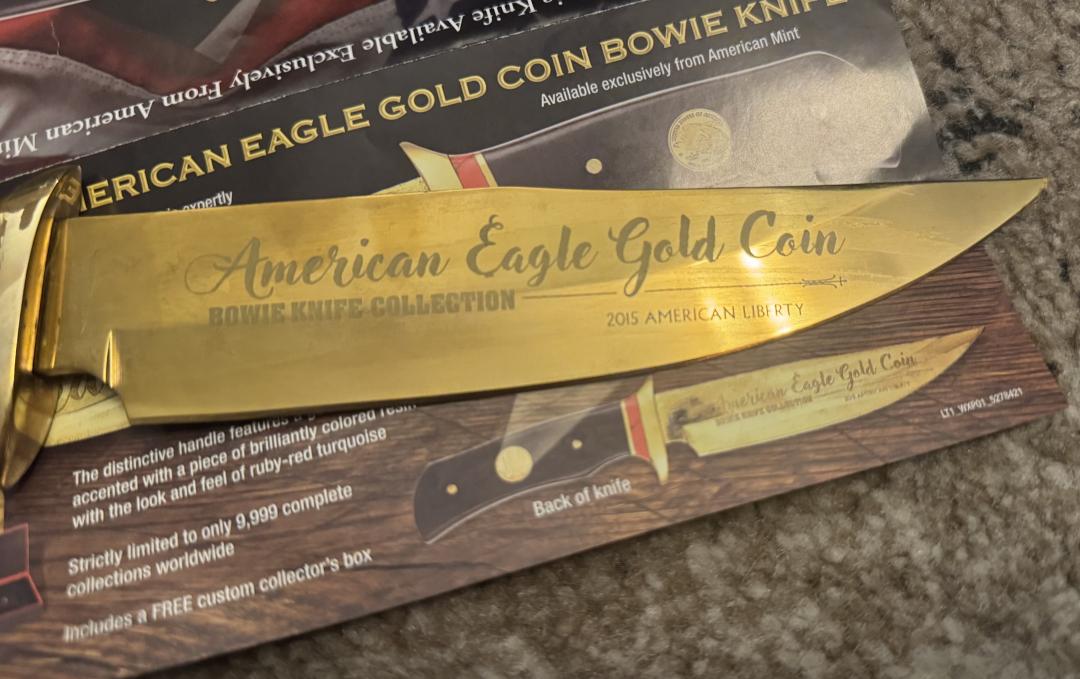 Knife Available Exclusively From American
AMERICAN EAGLE GOLD COIN BOWIE KNIFE
Available exclusively from American Mint
expertly
American Eagle Gold Coin
BOWIE KNIFE COLLECTION
2015 AMERICAN LIBERTY
The distinctive handle features
accented with a piece of brilliantly colored resin
with the look and feel of ruby-red turquoise
Strictly limited to only 9,999 complete
collections worldwide
Includes a FREE custom collector's box
American Eagle Gold Coin
BOWIE KNIFE COLLECTION
Back of knife
LT1_WXP01_5278421